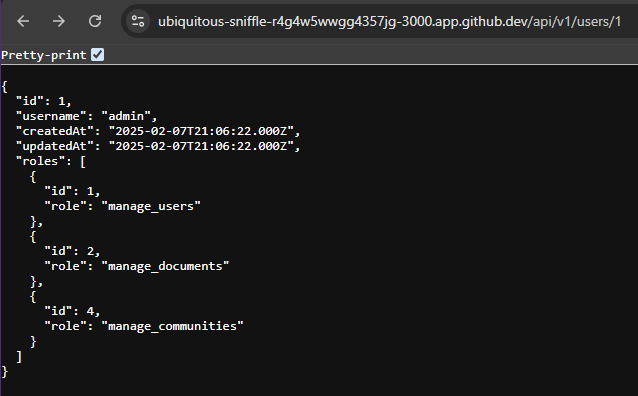 ubiquitous-sniffle-r4g4w5wwgg4357jg-3000.app.github.dev/api/v1/users/1
Pretty-print
{
  "id": 1,
  "username": "admin",
  "createdAt": "2025-02-07T21:06:22.000Z",
  "updatedAt": "2025-02-07T21:06:22.000Z",
  "roles": [
    {
      "id": 1,
      "role": "manage_users"
    },
    {
      "id": 2,
      "role": "manage_documents"
    },
    {
      "id": 4,
      "role": "manage_communities"
    }
  ]
}